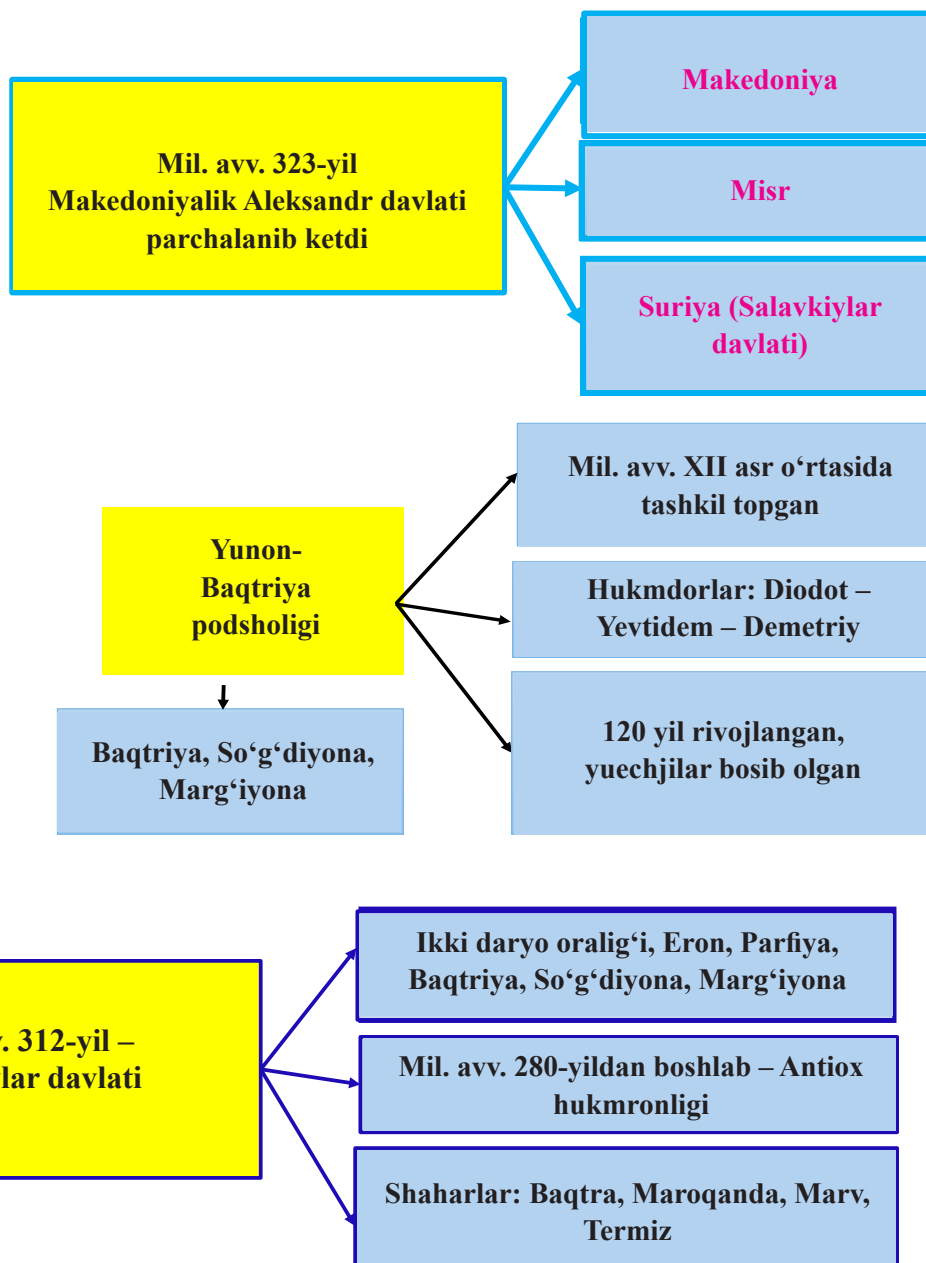 Mil. avv. 323-yil
Makedoniyalik Aleksandr davlati
parchalanib ketdi
Makedoniya
Misr
Suriya (Salavkiylar
davlati)
Yunon-
Baqtriya
podsholigi
Mil. avv. XII asr o‘rtasida
tashkil topgan
Hukmdorlar: Diodot –
Yevtidem – Demetriy
120 yil rivojlangan,
yuechjilar bosib olgan
Baqtriya, So‘g‘diyona,
Marg‘iyona
312-yil –
davlati
Ikki daryo oralig‘i, Eron, Parfiya,
Baqtriya, So‘g‘diyona, Marg‘iyona
Mil. avv. 280-yildan boshlab – Antiox
hukmronligi
Shaharlar: Baqtra, Maroqanda, Marv,
Termiz